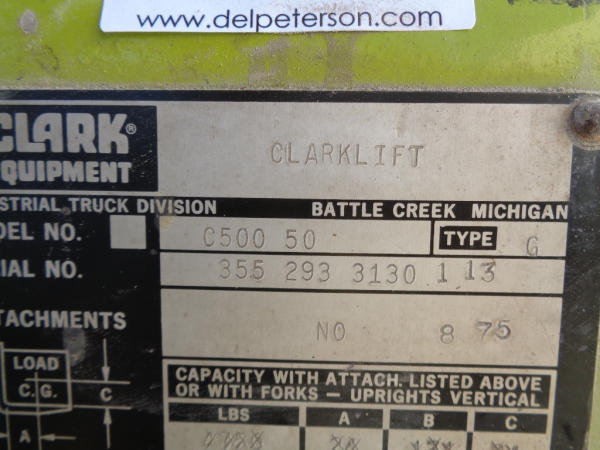 www.delpeterson.com
CLARK®
EQUIPMENT
CLARKLIFT
STRIAL TRUCK DIVISION BATTLE CREEK MICHIGAN
DEL NO. C500 50 TYPE G
IAL NO. 355 293 3130 1 13
TACHMENTS
NO 8 75
LOAD
C.G. C
A
CAPACITY WITH ATTACH. LISTED ABOVE
OR WITH FORKS – UPRIGHTS VERTICAL
LBS A B C